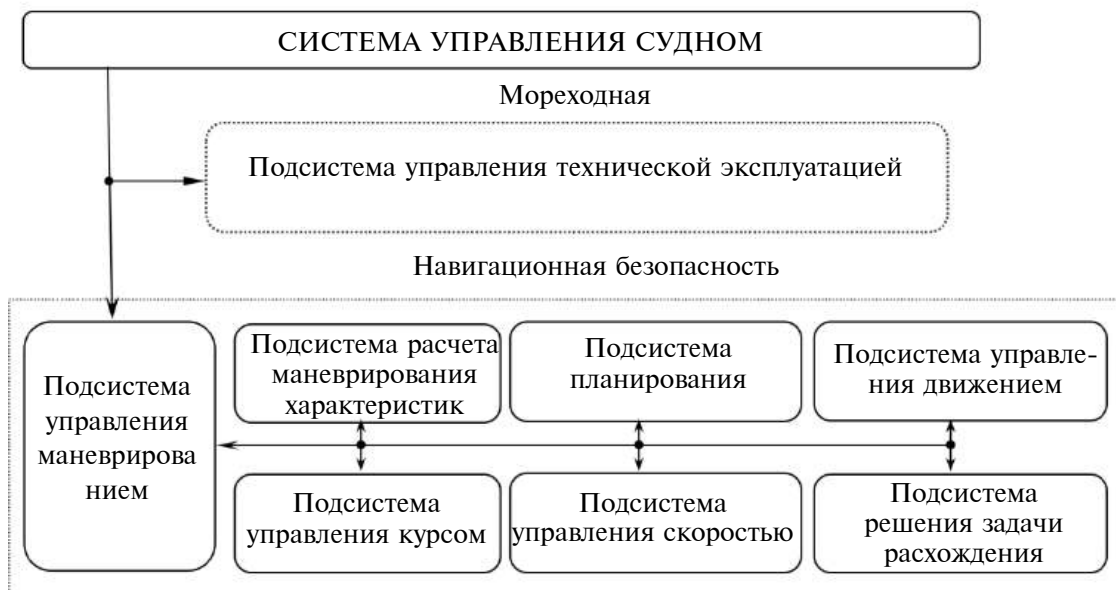 СИСТЕМА УПРАВЛЕНИЯ СУДНОМ
Мореходная
Подсистема управления технической эксплуатацией
Навигационная безопасность
Подсистема
управления
маневрирова
нием
Подсистема расчета
маневрирования
характеристик
Подсистема
планирования
Подсистема управле-
ния движением
Подсистема
управления курсом
Подсистема
управления скоростью
Подсистема
решения задачи
расхождения